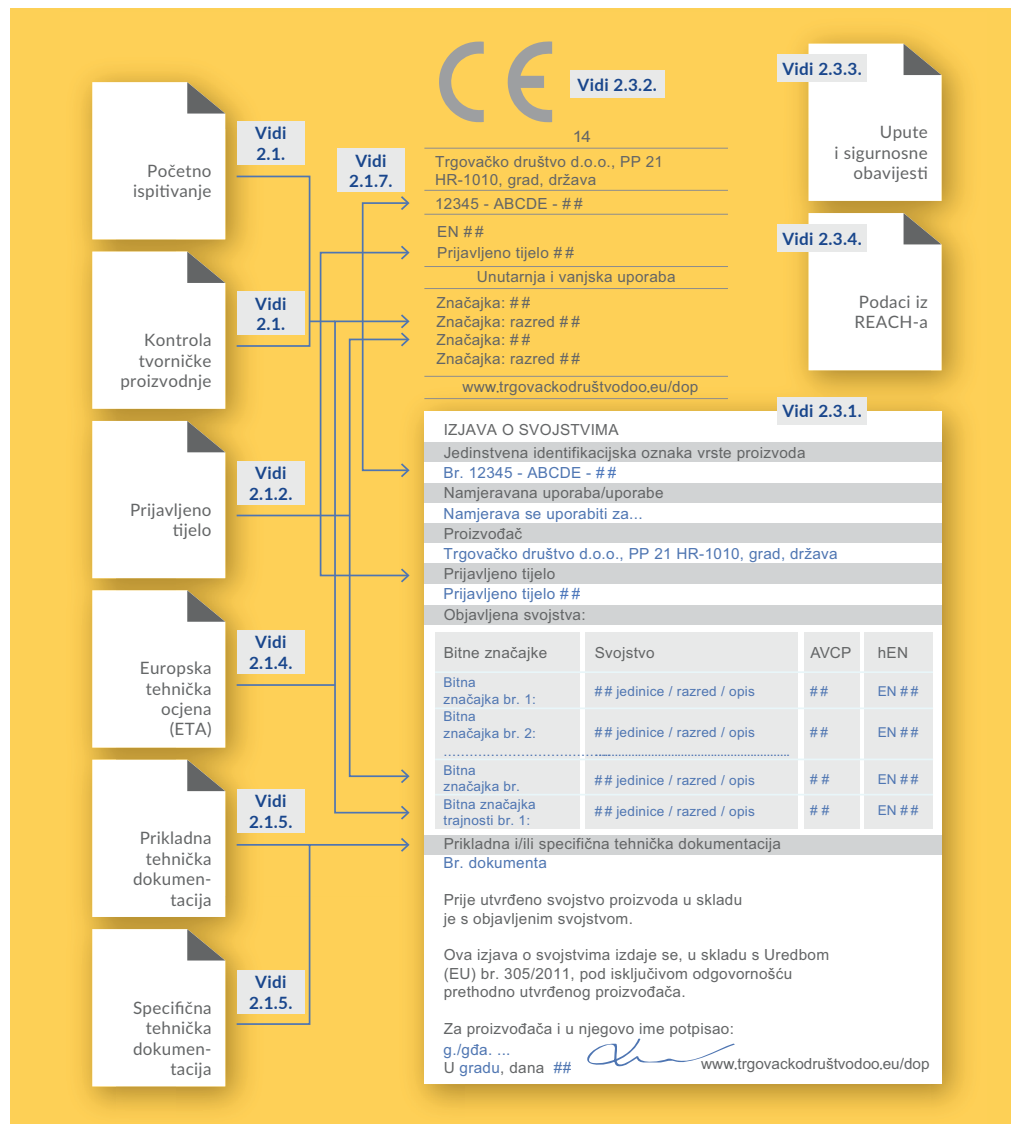 Početno
ispitivanje
Vidi
2.1.
Kontrola
tvorničke
proizvodnje
Vidi
2.1.
Prijavljeno
tijelo
Vidi
2.1.2.
Europska
tehnička
ocjena
(ETA)
Vidi
2.1.4.
Prikladna
tehnička
dokumen-
tacija
Vidi
2.1.5.
Specifična
tehnička
dokumen-
tacija
Vidi
2.1.5.
Vidi
2.1.7.
CE
Vidi 2.3.2.
14
Trgovačko društvo d.o.o., PP 21
HR-1010, grad, država
12345 - ABCDE - ##
EN ##
Prijavljeno tijelo ##
Unutarnja i vanjska uporaba
Značajka: ##
Značajka: razred ##
Značajka: ##
Značajka: razred ##
www.trgovackodruštvodoo.eu/dop
Vidi 2.3.3.
Upute
i sigurnosne
obavijesti
Vidi 2.3.4.
Podaci iz
REACH-a
Vidi 2.3.1.
IZJAVA O SVOJSTVIMA
Jedinstvena identifikacijska oznaka vrste proizvoda
Br. 12345 - ABCDE - ##
Namjeravana uporaba/uporabe
Namjerava se uporabiti za...
Proizvođač
Trgovačko društvo d.o.o., PP 21 HR-1010, grad, država
Prijavljeno tijelo
Prijavljeno tijelo ##
Objavljena svojstva:
Bitne značajke Svojstvo AVCP hEN
Bitna
značajka br. 1: ## jedinice / razred / opis ## EN ##
Bitna
značajka br. 2: ## jedinice / razred / opis ## EN ##
Bitna
značajka br. ## jedinice / razred / opis ## EN ##
Bitna značajka
trajnosti br. 1: ## jedinice / razred / opis ## EN ##
Prikladna i/ili specifična tehnička dokumentacija
Br. dokumenta
Prije utvrđeno svojstvo proizvoda u skladu
je s objavljenim svojstvom.
Ova izjava o svojstvima izdaje se, u skladu s Uredbom
(EU) br. 305/2011, pod isključivom odgovornošću
prethodno utvrđenog proizvođača.
Za proizvođača i u njegovo ime potpisao:
g./gđa. ...
U gradu, dana ##
www.trgovackodruštvodoo.eu/dop